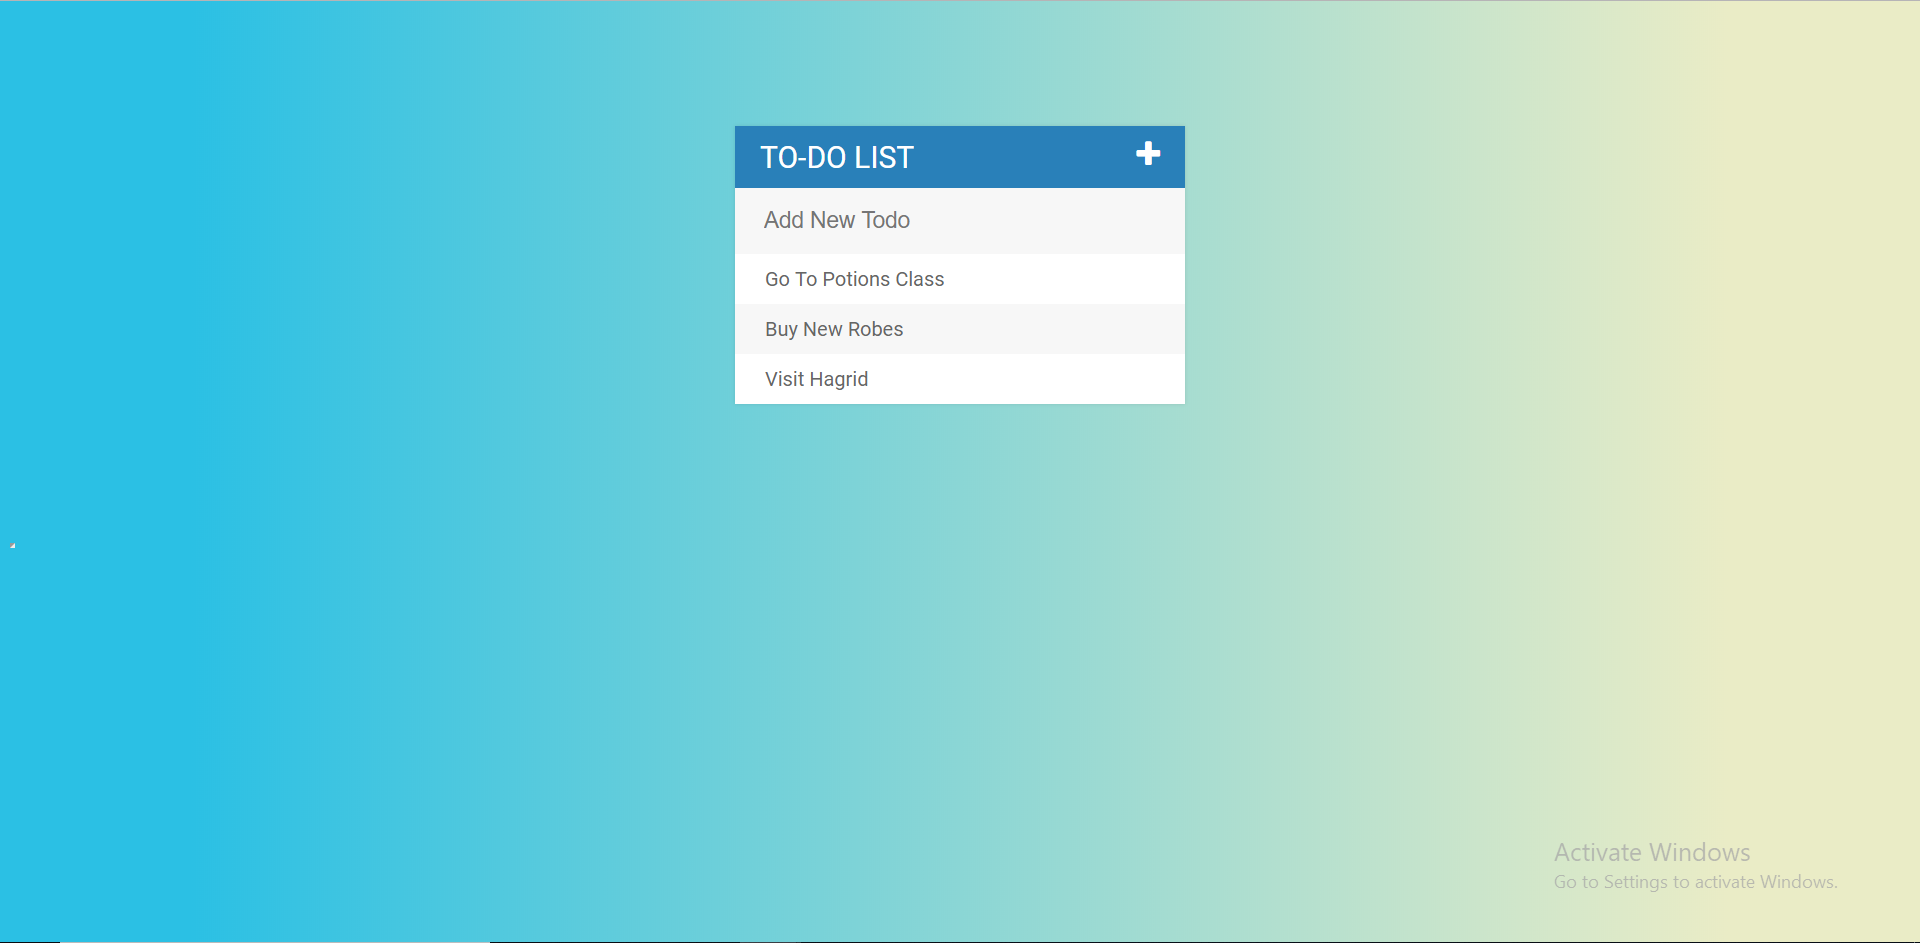 TO-DO LIST
Add New Todo
Go To Potions Class
Buy New Robes
Visit Hagrid
Activate Windows
Go to Settings to activate Windows.